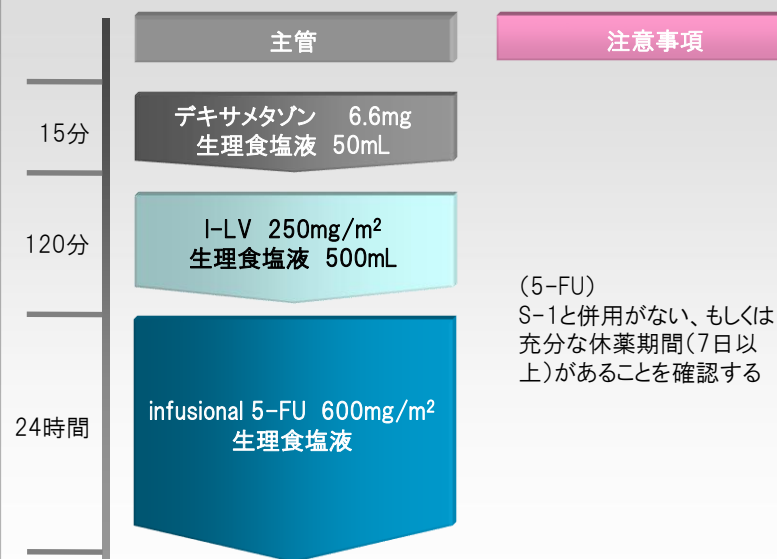 主管
注意事項
15分
デキサメタゾン 6.6mg
生理食塩液 50mL
120分
l-LV 250mg/m²
生理食塩液 500mL
(5-FU)
S-1と併用がない、もしくは
充分な休薬期間(7日以
上)があることを確認する
24時間
infusional 5-FU 600mg/m²
生理食塩液